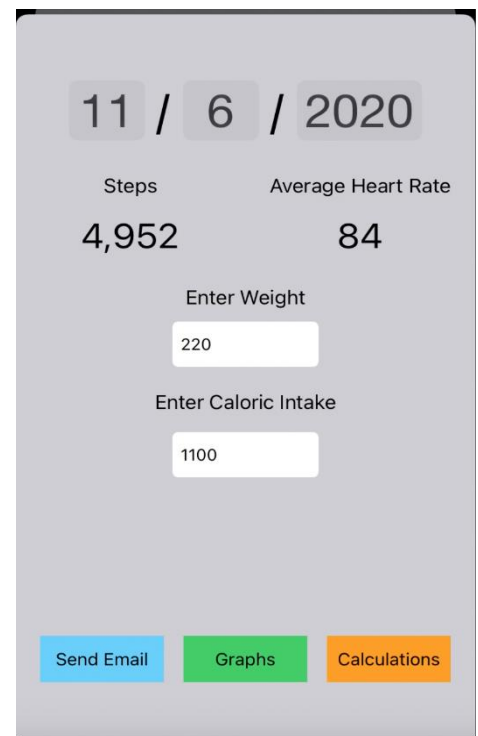 11 / 6 / 2020
Steps Average Heart Rate
4,952 84
Enter Weight
220
Enter Caloric Intake
1100
Send Email Graphs Calculations